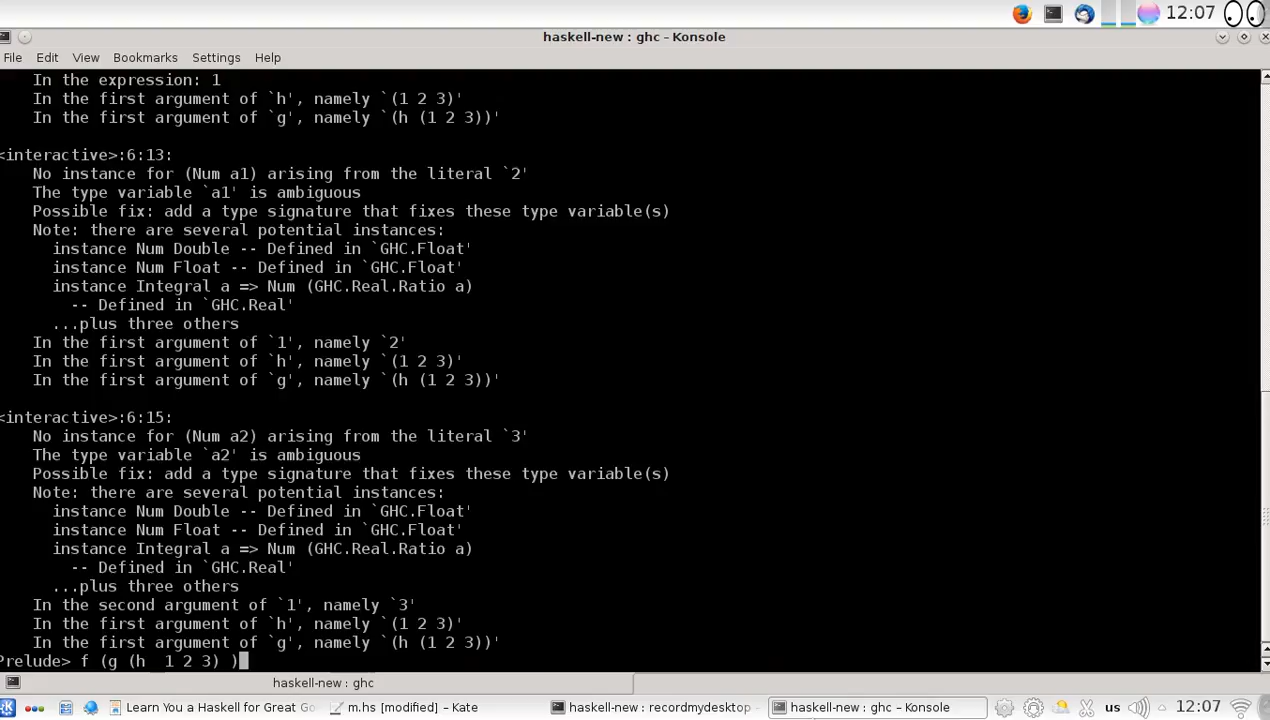 12:07
haskell-new : ghc – Konsole
File Edit View Bookmarks Settings Help
In the expression: 1
In the first argument of `h', namely `(1 2 3)'
In the first argument of `g', namely `(h (1 2 3))'
<interactive>:6:13:
No instance for (Num a1) arising from the literal `2'
The type variable `a1' is ambiguous
Possible fix: add a type signature that fixes these type variable(s)
Note: there are several potential instances:
instance Num Double -- Defined in `GHC.Float'
instance Num Float -- Defined in `GHC.Float'
instance Integral a => Num (GHC.Real.Ratio a)
-- Defined in `GHC.Real'
...plus three others
In the first argument of `1', namely `2'
In the first argument of `h', namely `(1 2 3)'
In the first argument of `g', namely `(h (1 2 3))'
<interactive>:6:15:
No instance for (Num a2) arising from the literal `3'
The type variable `a2' is ambiguous
Possible fix: add a type signature that fixes these type variable(s)
Note: there are several potential instances:
instance Num Double -- Defined in `GHC.Float'
instance Num Float -- Defined in `GHC.Float'
instance Integral a => Num (GHC.Real.Ratio a)
-- Defined in `GHC.Real'
...plus three others
In the second argument of `1', namely `3'
In the first argument of `h', namely `(1 2 3)'
In the first argument of `g', namely `(h (1 2 3))'
Prelude> f (g (h  1 2 3) )
haskell-new : ghc
Learn You a Haskell for Great Go m.hs [modified] – Kate haskell-new : recordmydesktop haskell-new : ghc – Konsole us 12:07